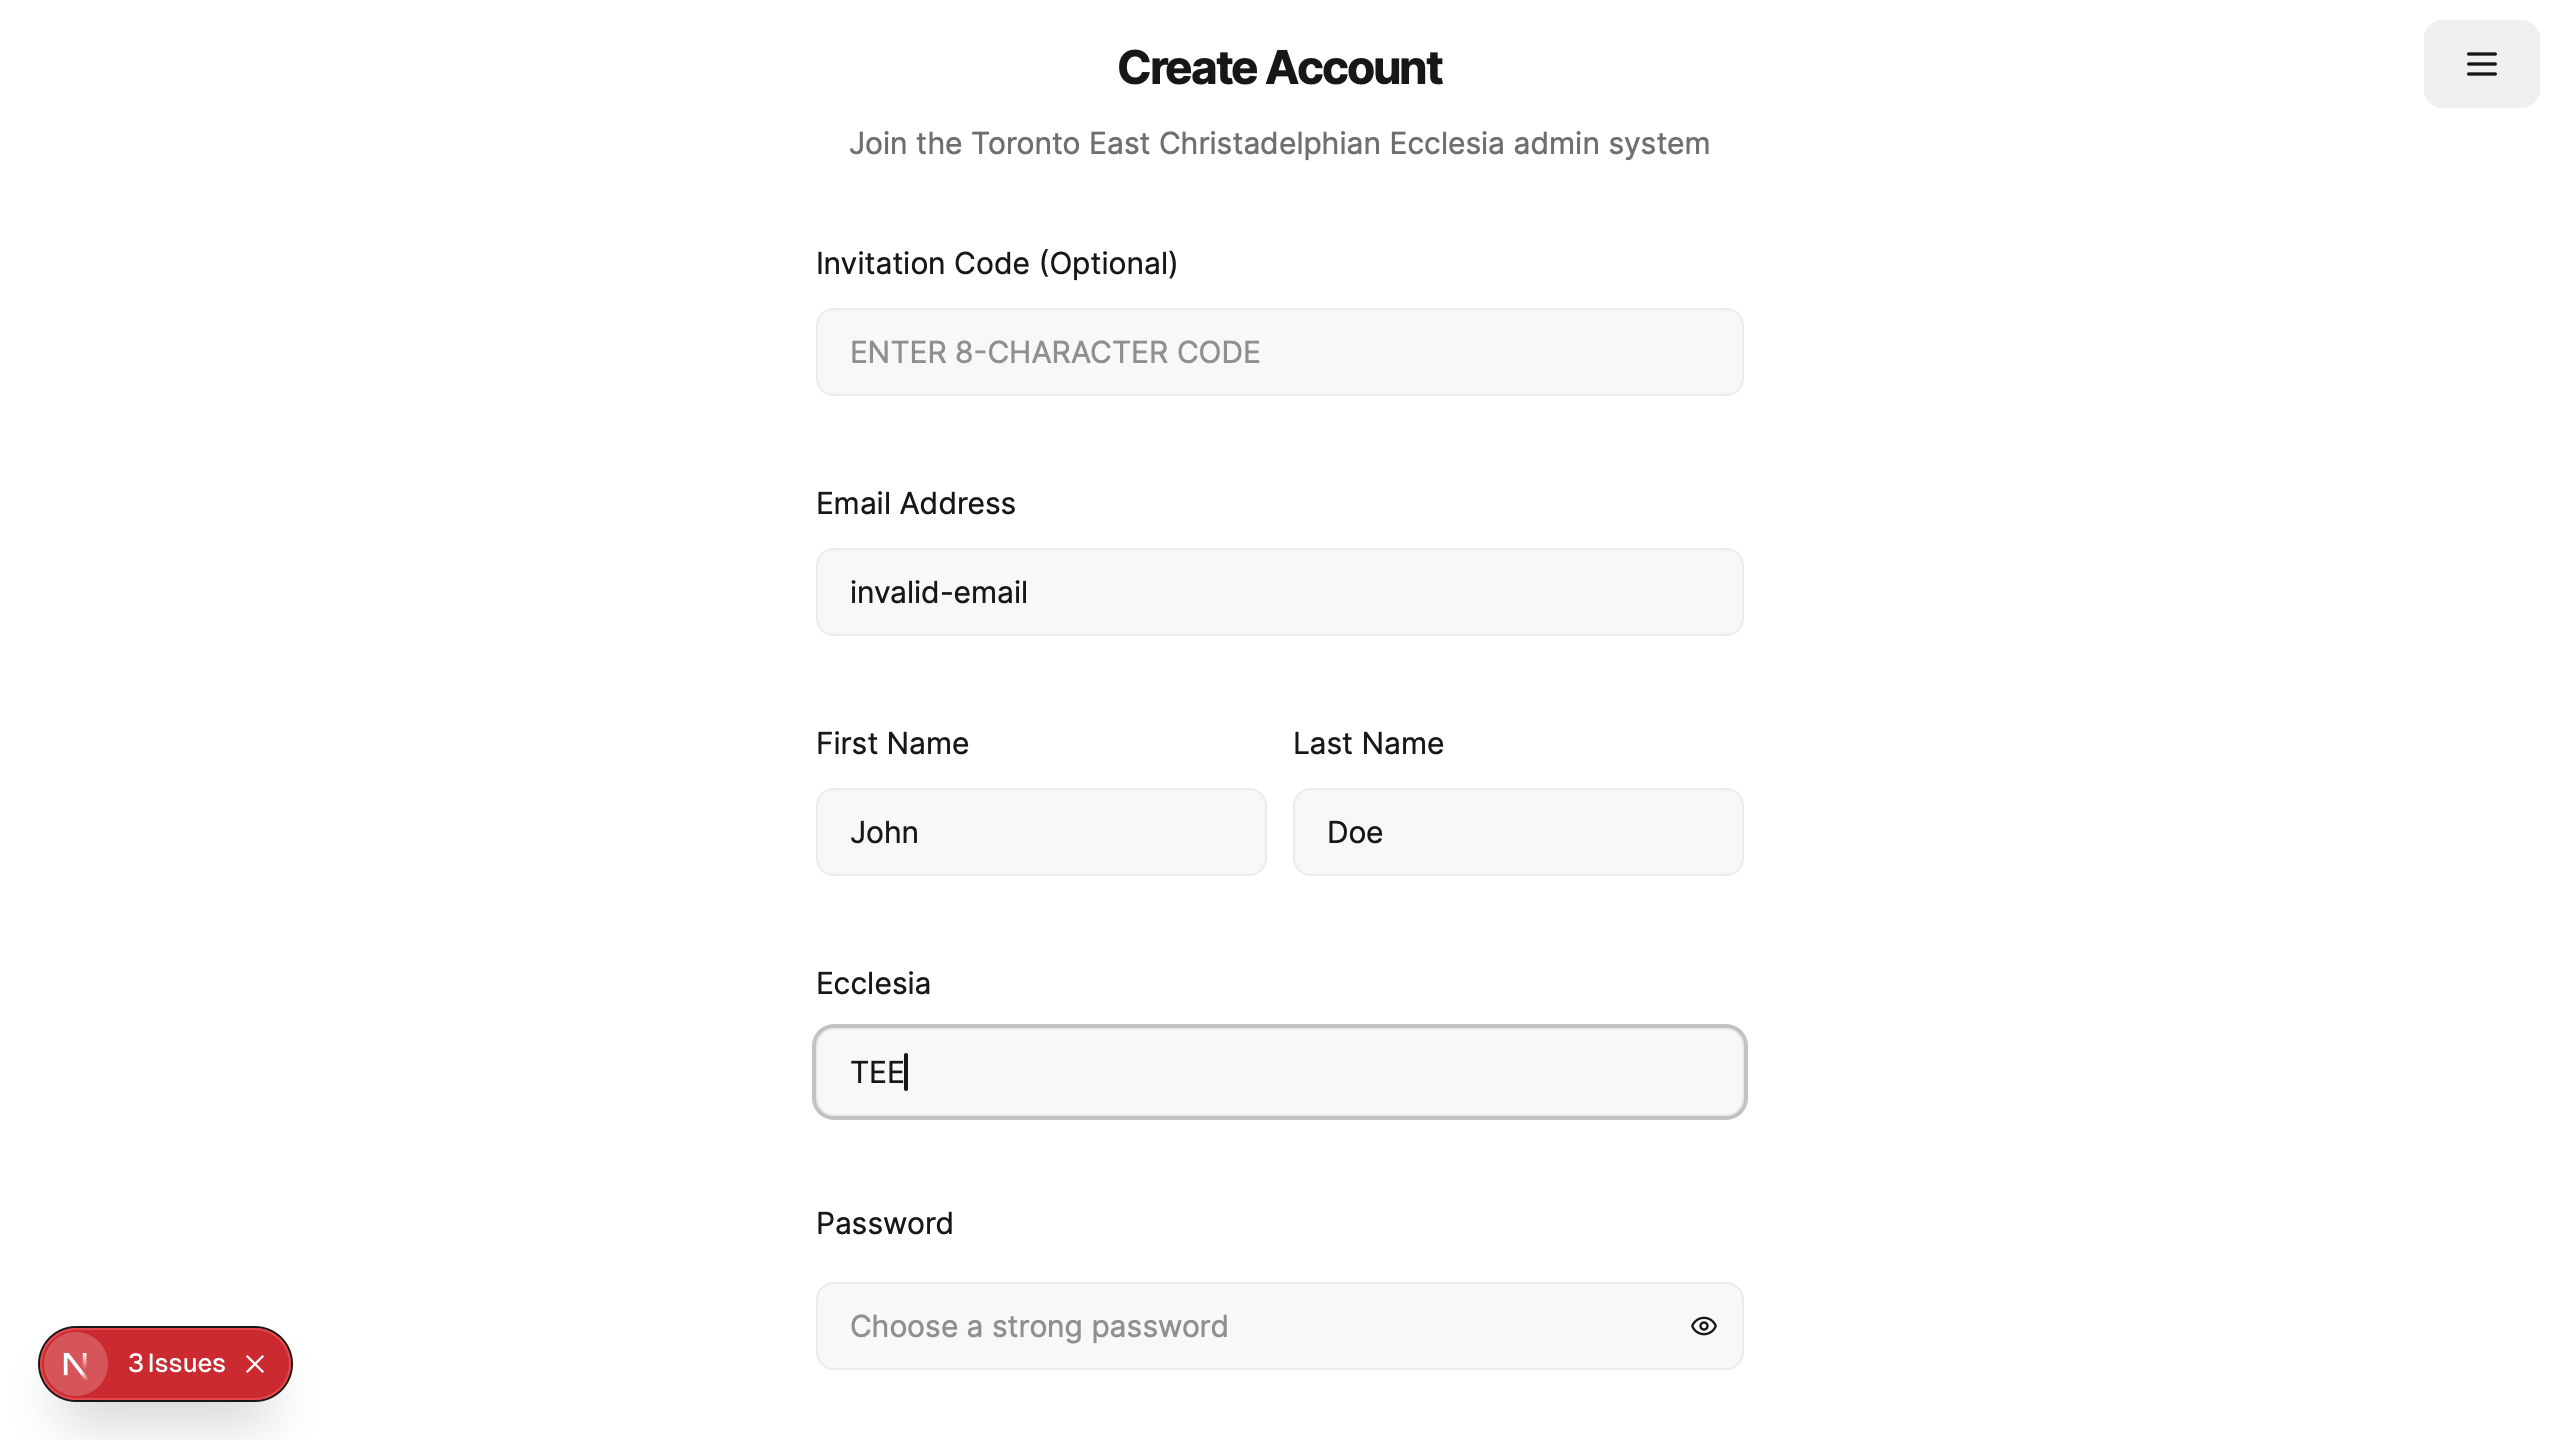 Create Account
Join the Toronto East Christadelphian Ecclesia admin system
Invitation Code (Optional)
ENTER 8-CHARACTER CODE
Email Address
invalid-email
First Name
Last Name
John
Doe
Ecclesia
TEE
Password
Choose a strong password
N 3 Issues